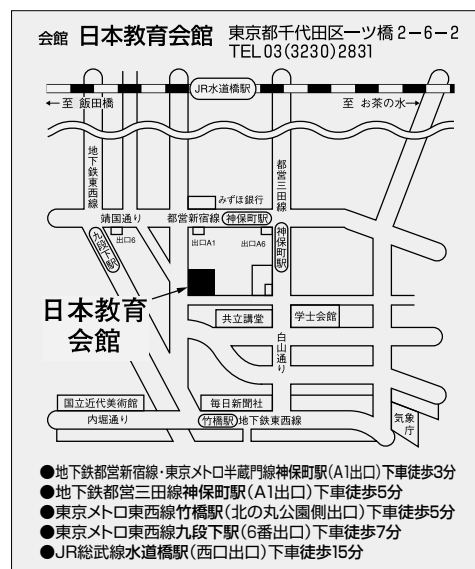 会館 日本教育会館 東京都千代田区一ツ橋2-6-2
TEL03(3230)2831
JR水道橋駅
←至 飯田橋
至 お茶の水→
地下鉄東西線
都営三田線
みずほ銀行
靖国通り
都営新宿線
神保町駅
九段下駅
出口6
出口A1
出口A6
神保町駅
日本教育
会館
共立講堂
学士会館
白山通り
国立近代美術館
毎日新聞社
内堀通り
竹橋駅
地下鉄東西線
気象庁
●地下鉄都営新宿線・東京メトロ半蔵門線神保町駅(A1出口)下車徒歩3分
●地下鉄都営三田線神保町駅(A1出口)下車徒歩5分
●東京メトロ東西線竹橋駅(北の丸公園側出口)下車徒歩5分
●東京メトロ東西線九段下駅(6番出口)下車徒歩7分
●JR総武線水道橋駅(西口出口)下車徒歩15分